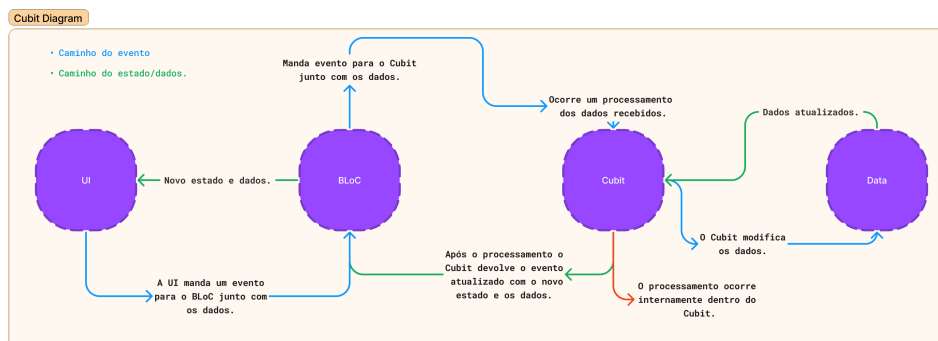 Cubit Diagram
• Caminho do evento
• Caminho do estado/dados.
Manda evento para o Cubit
junto com os dados.
Ocorre um processamento
dos dados recebidos.
Dados atualizados.
UI
Novo estado e dados.
BLoC
Cubit
Data
O Cubit modifica
os dados.
Após o processamento o
Cubit devolve o evento
atualizado com o novo
estado e os dados.
A UI manda um evento
para o BLoC junto com
os dados.
O processamento ocorre
internamente dentro do
Cubit.